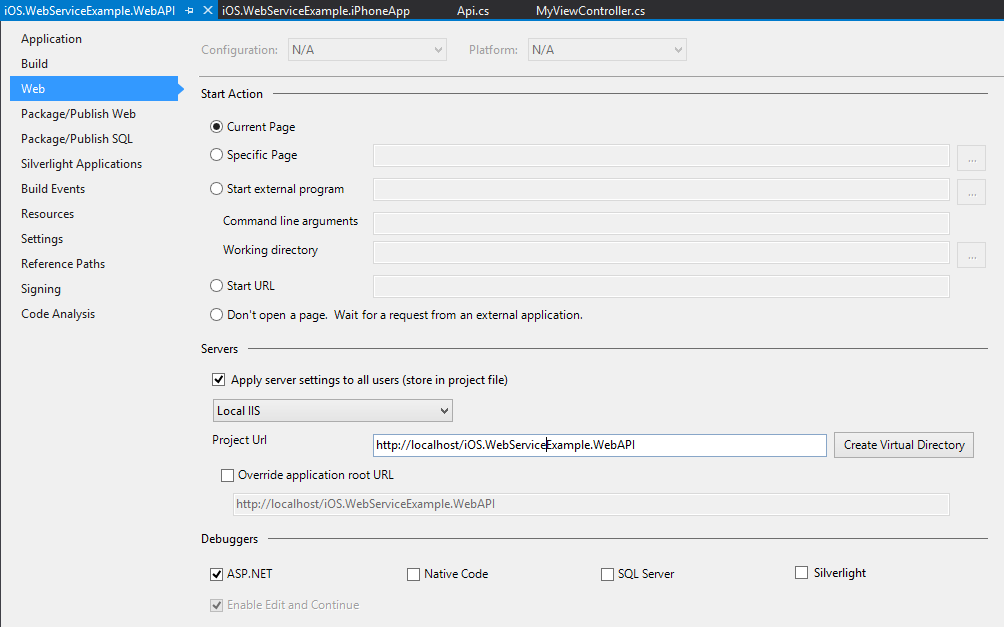 iOS.WebServiceExample.WebAPI iOS.WebServiceExample.iPhoneApp Api.cs MyViewController.cs
Application
Build
Web
Package/Publish Web
Package/Publish SQL
Silverlight Applications
Build Events
Resources
Settings
Reference Paths
Signing
Code Analysis
Configuration: N/A Platform: N/A
Start Action
Current Page
Specific Page ...
Start external program ...
Command line arguments
Working directory ...
Start URL
Don't open a page. Wait for a request from an external application.
Servers
Apply server settings to all users (store in project file)
Local IIS
Project Url http://localhost/iOS.WebServiceExample.WebAPI Create Virtual Directory
Override application root URL
http://localhost/iOS.WebServiceExample.WebAPI
Debuggers
ASP.NET Native Code SQL Server Silverlight
Enable Edit and Continue